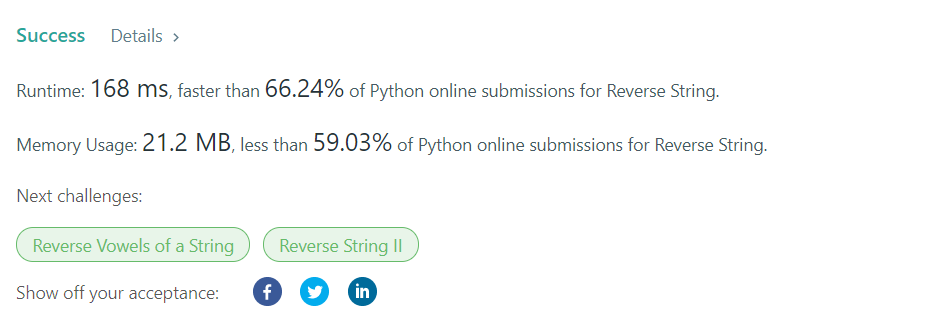 Success Details >
Runtime: 168 ms, faster than 66.24% of Python online submissions for Reverse String.
Memory Usage: 21.2 MB, less than 59.03% of Python online submissions for Reverse String.
Next challenges:
Reverse Vowels of a String Reverse String II
Show off your acceptance: f in